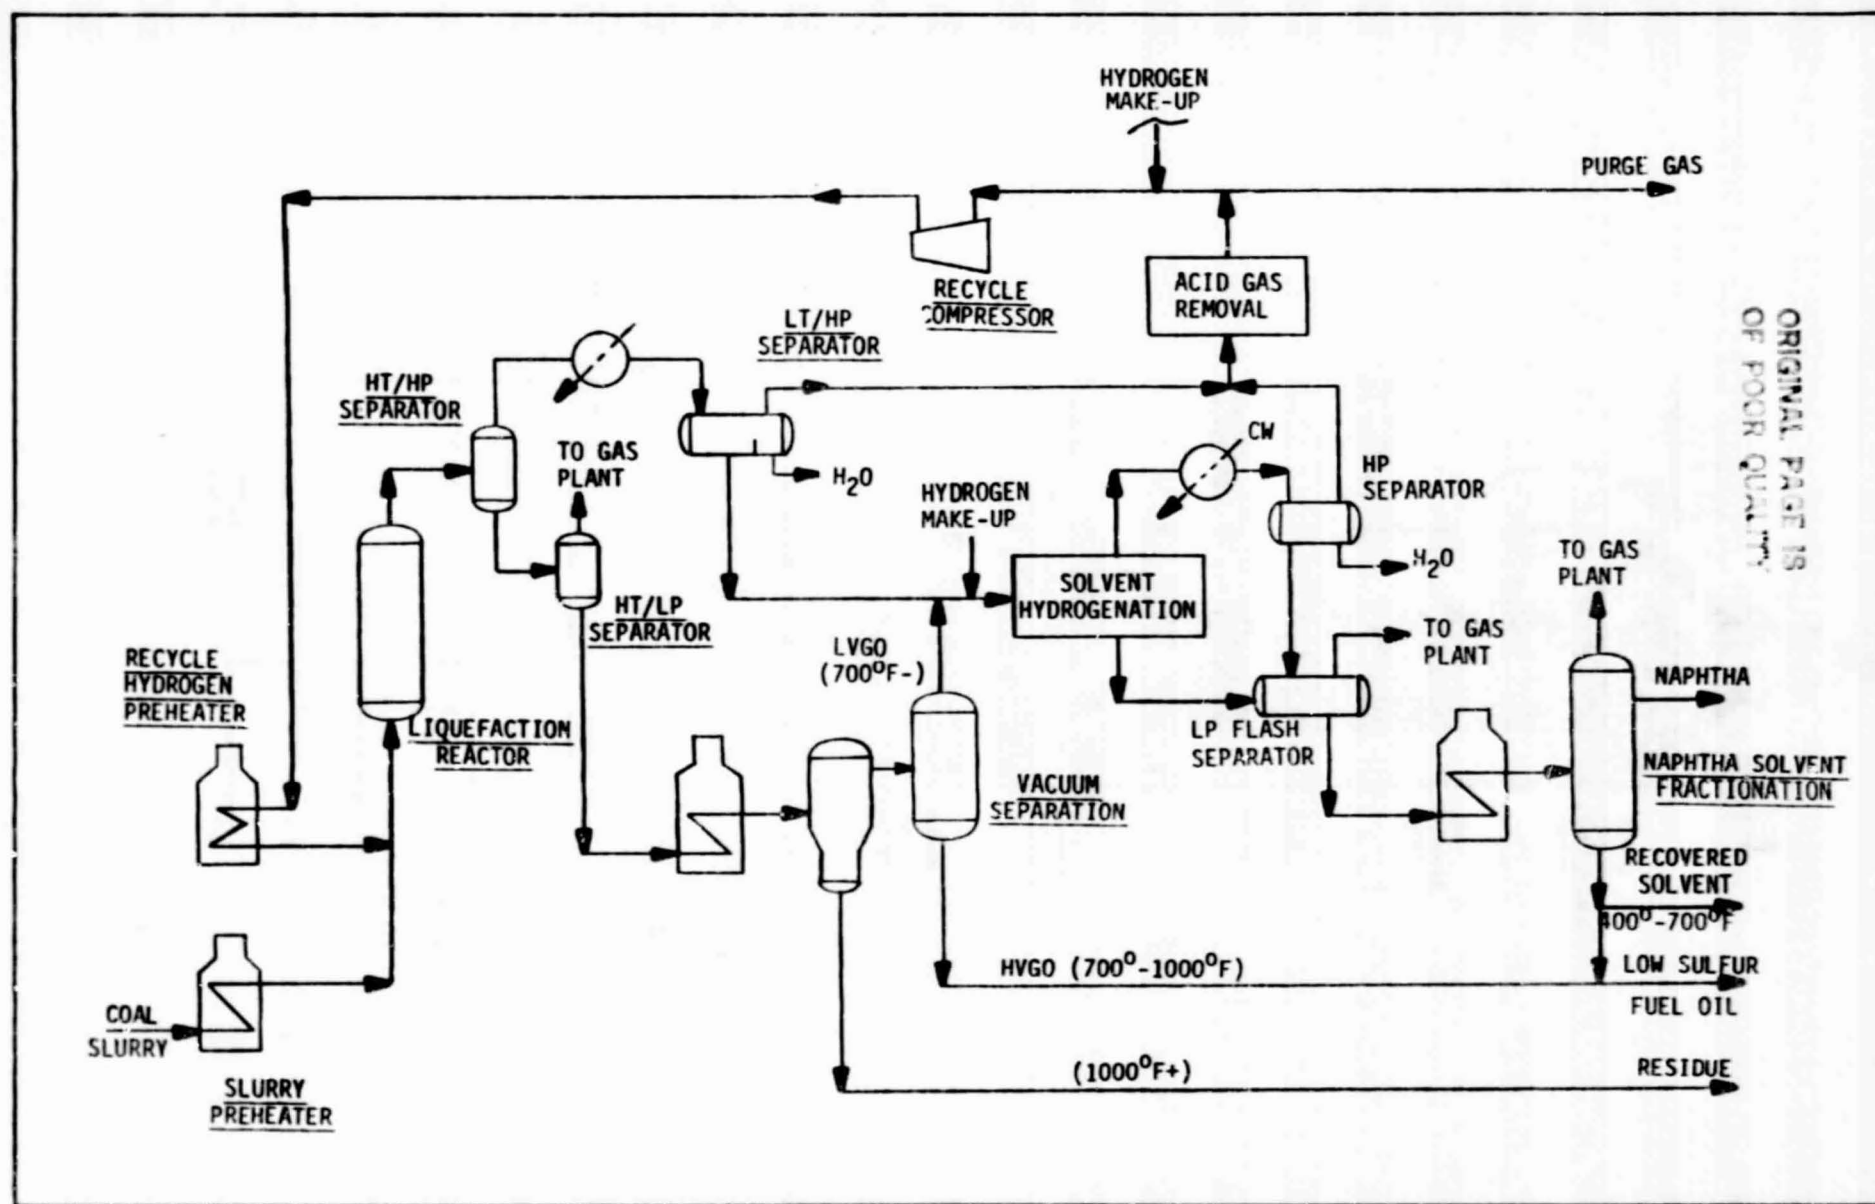 HYDROGEN
MAKE-UP
PURGE GAS
ACID GAS
REMOVAL
RECYCLE
COMPRESSOR
LT/HP
SEPARATOR
HT/HP
SEPARATOR
TO GAS
PLANT
H2O
CW
HP
SEPARATOR
HYDROGEN
MAKE-UP
H2O
SOLVENT
HYDROGENATION
TO GAS
PLANT
TO GAS
PLANT
HT/LP
SEPARATOR
LVGO
(700°F-)
RECYCLE
HYDROGEN
PREHEATER
LIQUEFACTION
REACTOR
LP FLASH
SEPARATOR
NAPHTHA
VACUUM
SEPARATION
NAPHTHA SOLVENT
FRACTIONATION
RECOVERED
SOLVENT
400°-700°F
HVGO (700°-1000°F)
LOW SULFUR
FUEL OIL
COAL
SLURRY
(1000°F+)
RESIDUE
SLURRY
PREHEATER
ORIGINAL PAGE IS
OF POOR QUALITY